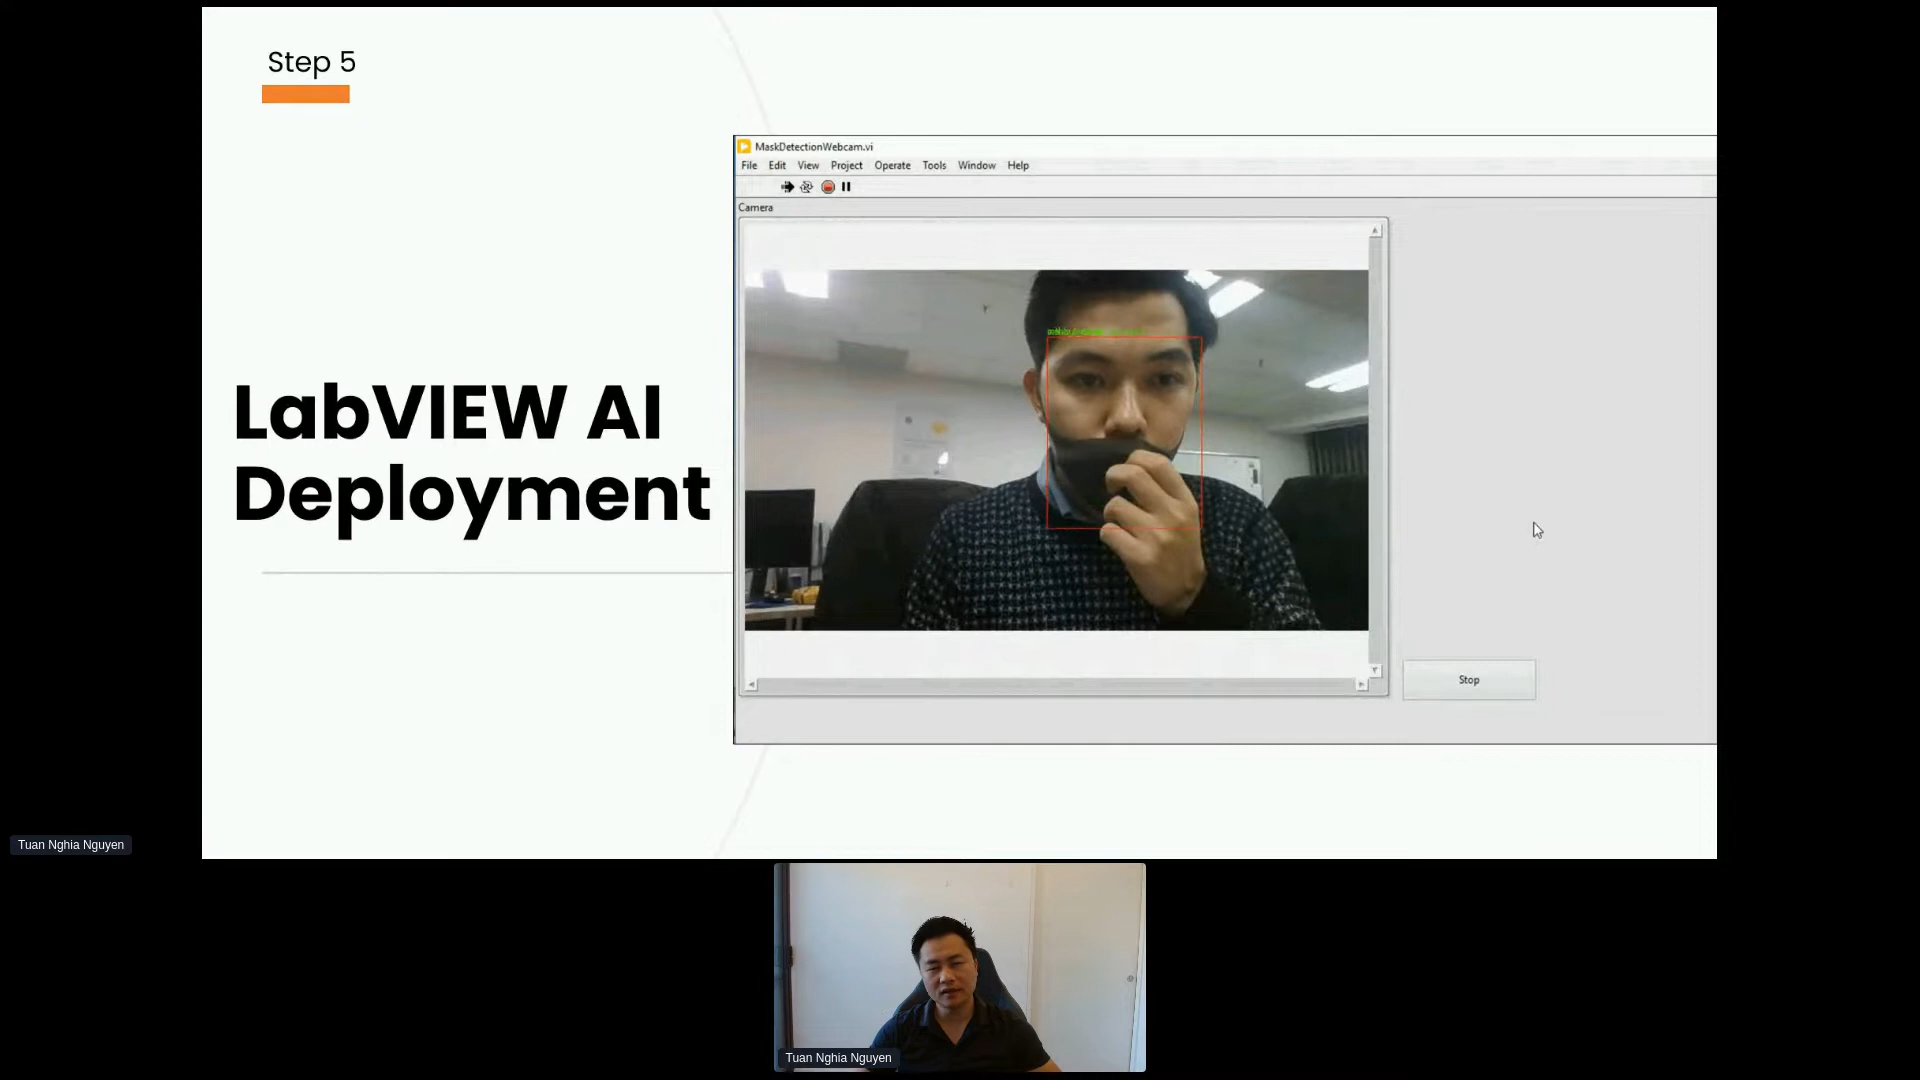 Step 5
LabVIEW AI
Deployment
MaskDetectionWebcam.vi
File Edit View Project Operate Tools Window Help
Camera
Stop
Tuan Nghia Nguyen
Tuan Nghia Nguyen